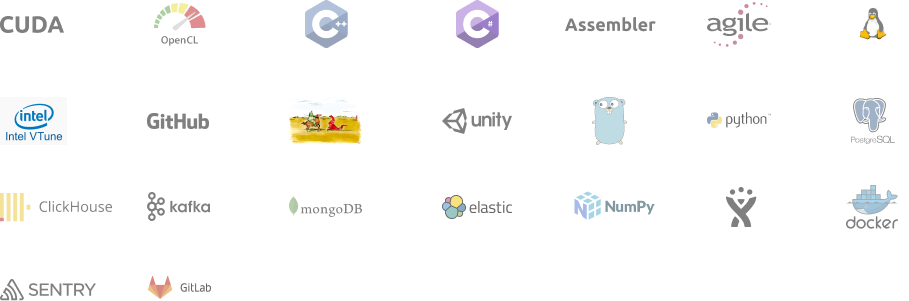 CUDA
OpenCL
C++
C#
Assembler
agile
intel
Intel VTune
GitHub
unity
python
PostgreSQL
ClickHouse
kafka
mongoDB
elastic
NumPy
docker
SENTRY
GitLab